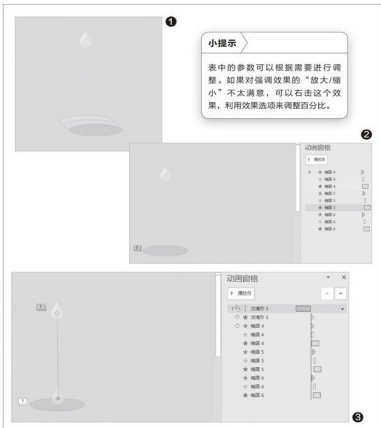 ❶
小提示
表中的参数可以根据需要进行调
整。如果对强调效果的“放大/缩
小”不太满意，可以右击这个效
果，利用效果选项来调整百分比。
❷
动画窗格
播放自
椭圆 4
椭圆 4
椭圆 4
椭圆 5
椭圆 5
椭圆 5
椭圆 6
椭圆 6
椭圆 6
动画窗格
播放自
1
泪滴形 3
泪滴形 3
椭圆 4
椭圆 4
椭圆 4
椭圆 5
椭圆 5
椭圆 5
椭圆 6
椭圆 6
椭圆 6
❸